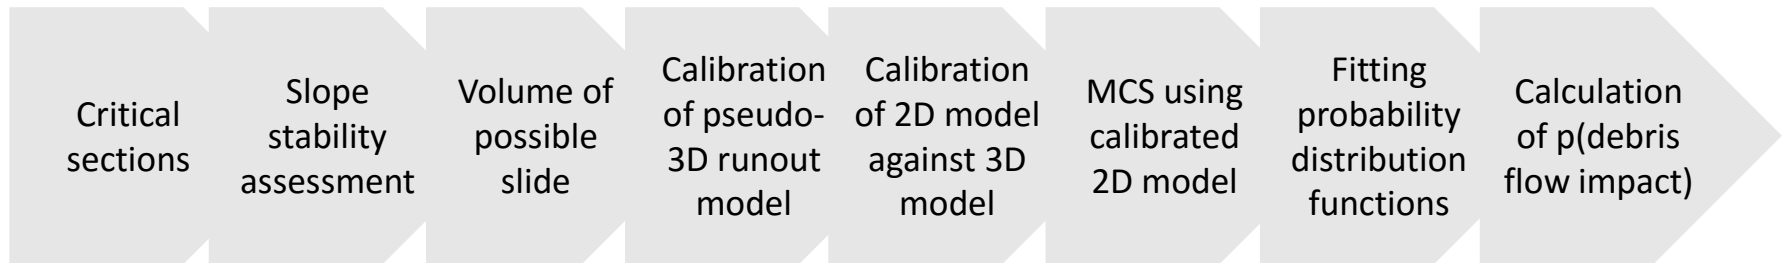 Critical
sections
Slope
stability
assessment
Volume of
possible
slide
Calibration
of pseudo-
3D runout
model
Calibration
of 2D model
against 3D
model
MCS using
calibrated
2D model
Fitting
probability
distribution
functions
Calculation
of p(debris
flow impact)